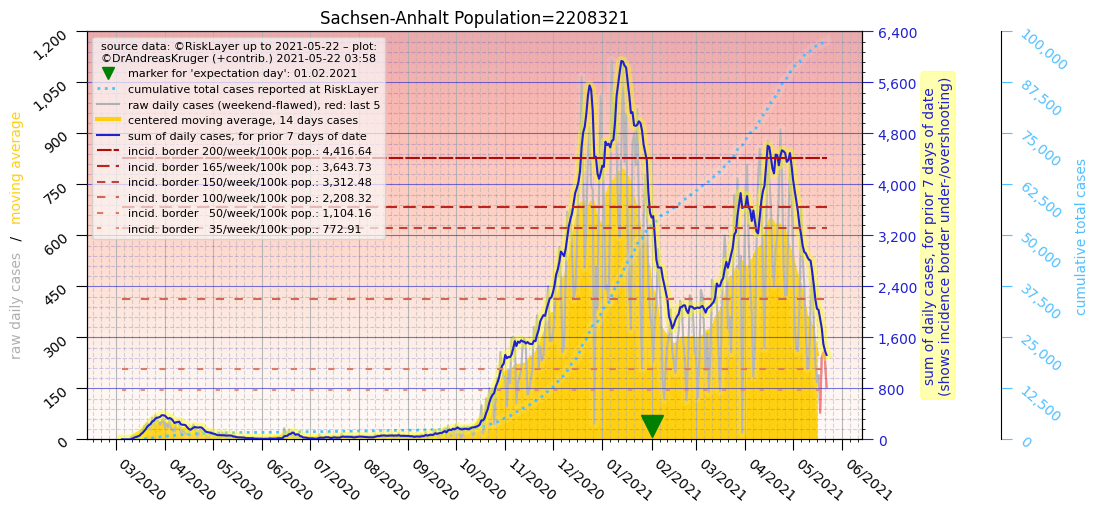 Sachsen-Anhalt Population=2208321
source data: ©RiskLayer up to 2021-05-22 – plot:
©DrAndreasKruger (+contrib.) 2021-05-22 03:58
marker for 'expectation day': 01.02.2021
cumulative total cases reported at RiskLayer
raw daily cases (weekend-flawed), red: last 5
centered moving average, 14 days cases
sum of daily cases, for prior 7 days of date
incid. border 200/week/100k pop.: 4,416.64
incid. border 165/week/100k pop.: 3,643.73
incid. border 150/week/100k pop.: 3,312.48
incid. border 100/week/100k pop.: 2,208.32
incid. border   50/week/100k pop.: 1,104.16
incid. border   35/week/100k pop.: 772.91
raw daily cases   /   moving average
1,200
1,050
900
750
600
450
300
150
0
03/2020
04/2020
05/2020
06/2020
07/2020
08/2020
09/2020
10/2020
11/2020
12/2020
01/2021
02/2021
03/2021
04/2021
05/2021
06/2021
6,400
5,600
4,800
4,000
3,200
2,400
1,600
800
0
sum of daily cases, for prior 7 days of date
(shows incidence border under-/overshooting)
100,000
87,500
75,000
62,500
50,000
37,500
25,000
12,500
0
cumulative total cases